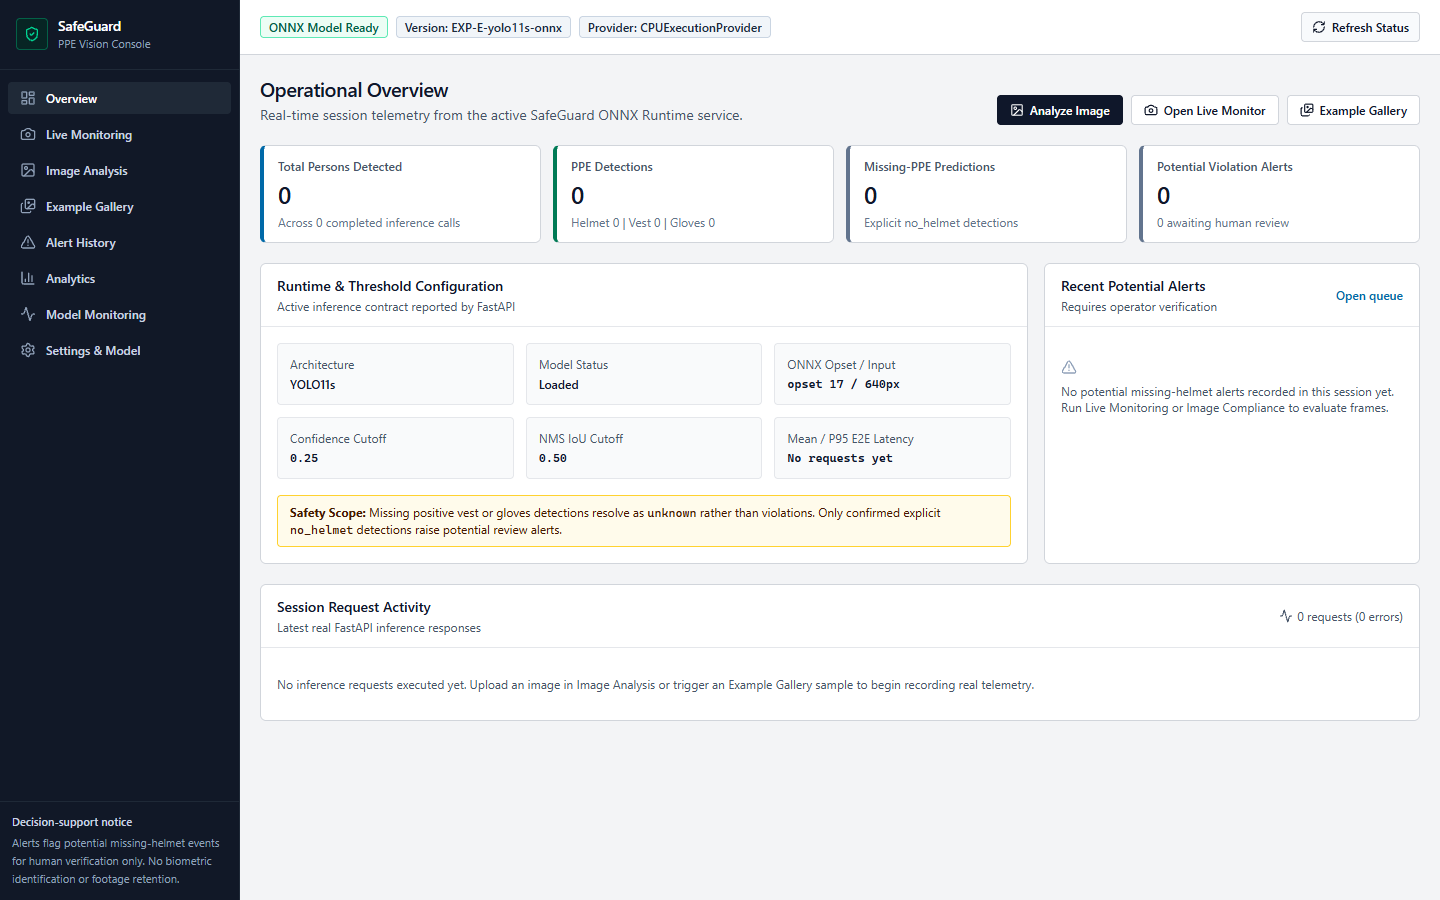 SafeGuard
PPE Vision Console
Overview
Live Monitoring
Image Analysis
Example Gallery
Alert History
Analytics
Model Monitoring
Settings & Model
Decision-support notice
Alerts flag potential missing-helmet events
for human verification only. No biometric
identification or footage retention.
ONNX Model Ready
Version: EXP-E-yolo11s-onnx
Provider: CPUExecutionProvider
Refresh Status
Operational Overview
Real-time session telemetry from the active SafeGuard ONNX Runtime service.
Analyze Image
Open Live Monitor
Example Gallery
Total Persons Detected
0
Across 0 completed inference calls
PPE Detections
0
Helmet 0 | Vest 0 | Gloves 0
Missing-PPE Predictions
0
Explicit no_helmet detections
Potential Violation Alerts
0
0 awaiting human review
Runtime & Threshold Configuration
Active inference contract reported by FastAPI
Architecture
YOLO11s
Model Status
Loaded
ONNX Opset / Input
opset 17 / 640px
Confidence Cutoff
0.25
NMS IoU Cutoff
0.50
Mean / P95 E2E Latency
No requests yet
Safety Scope: Missing positive vest or gloves detections resolve as unknown rather than violations. Only confirmed explicit
no_helmet detections raise potential review alerts.
Recent Potential Alerts
Requires operator verification
Open queue
No potential missing-helmet alerts recorded in this session yet.
Run Live Monitoring or Image Compliance to evaluate frames.
Session Request Activity
Latest real FastAPI inference responses
0 requests (0 errors)
No inference requests executed yet. Upload an image in Image Analysis or trigger an Example Gallery sample to begin recording real telemetry.